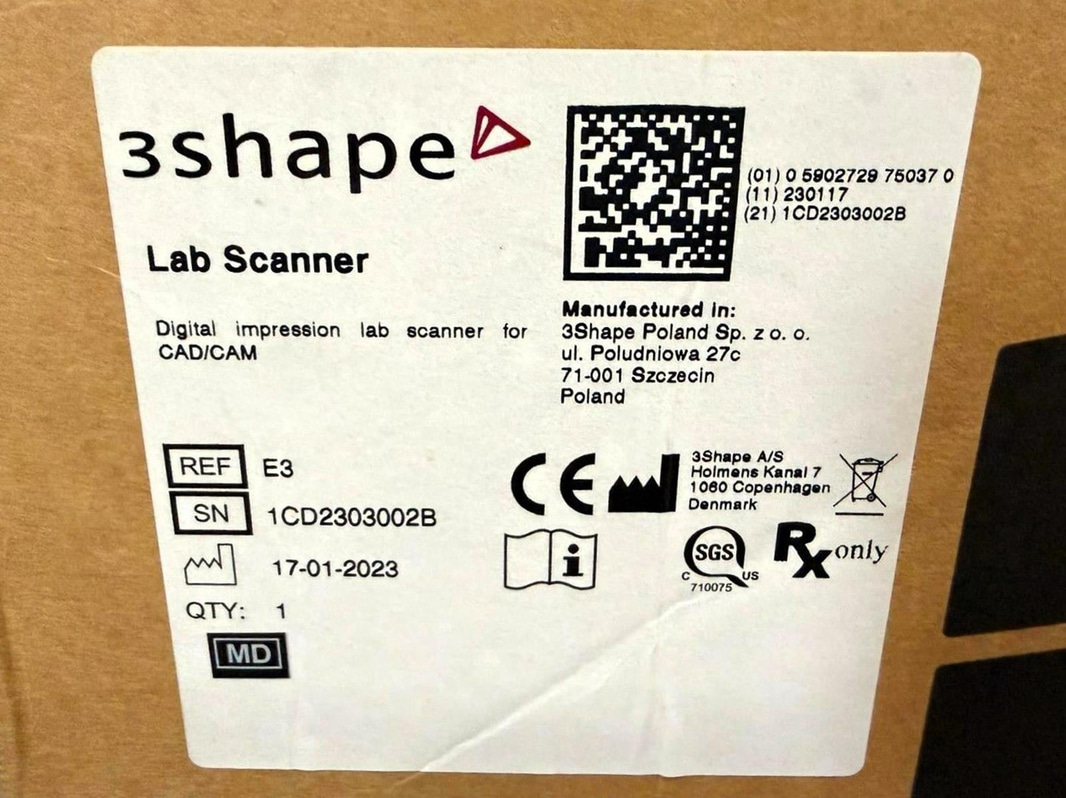 3shape
(01) 0 5902729 75037 0
(11) 230117
(21) 1CD2303002B
Lab Scanner
Digital impression lab scanner for
CAD/CAM
Manufactured in:
3Shape Poland Sp. z o. o.
ul. Poludniowa 27c
71-001 Szczecin
Poland
REF E3
SN 1CD2303002B
17-01-2023
QTY: 1
MD
CE
3Shape A/S
Holmens Kanal 7
1060 Copenhagen
Denmark
i
SGS
C US
710075
Rx only